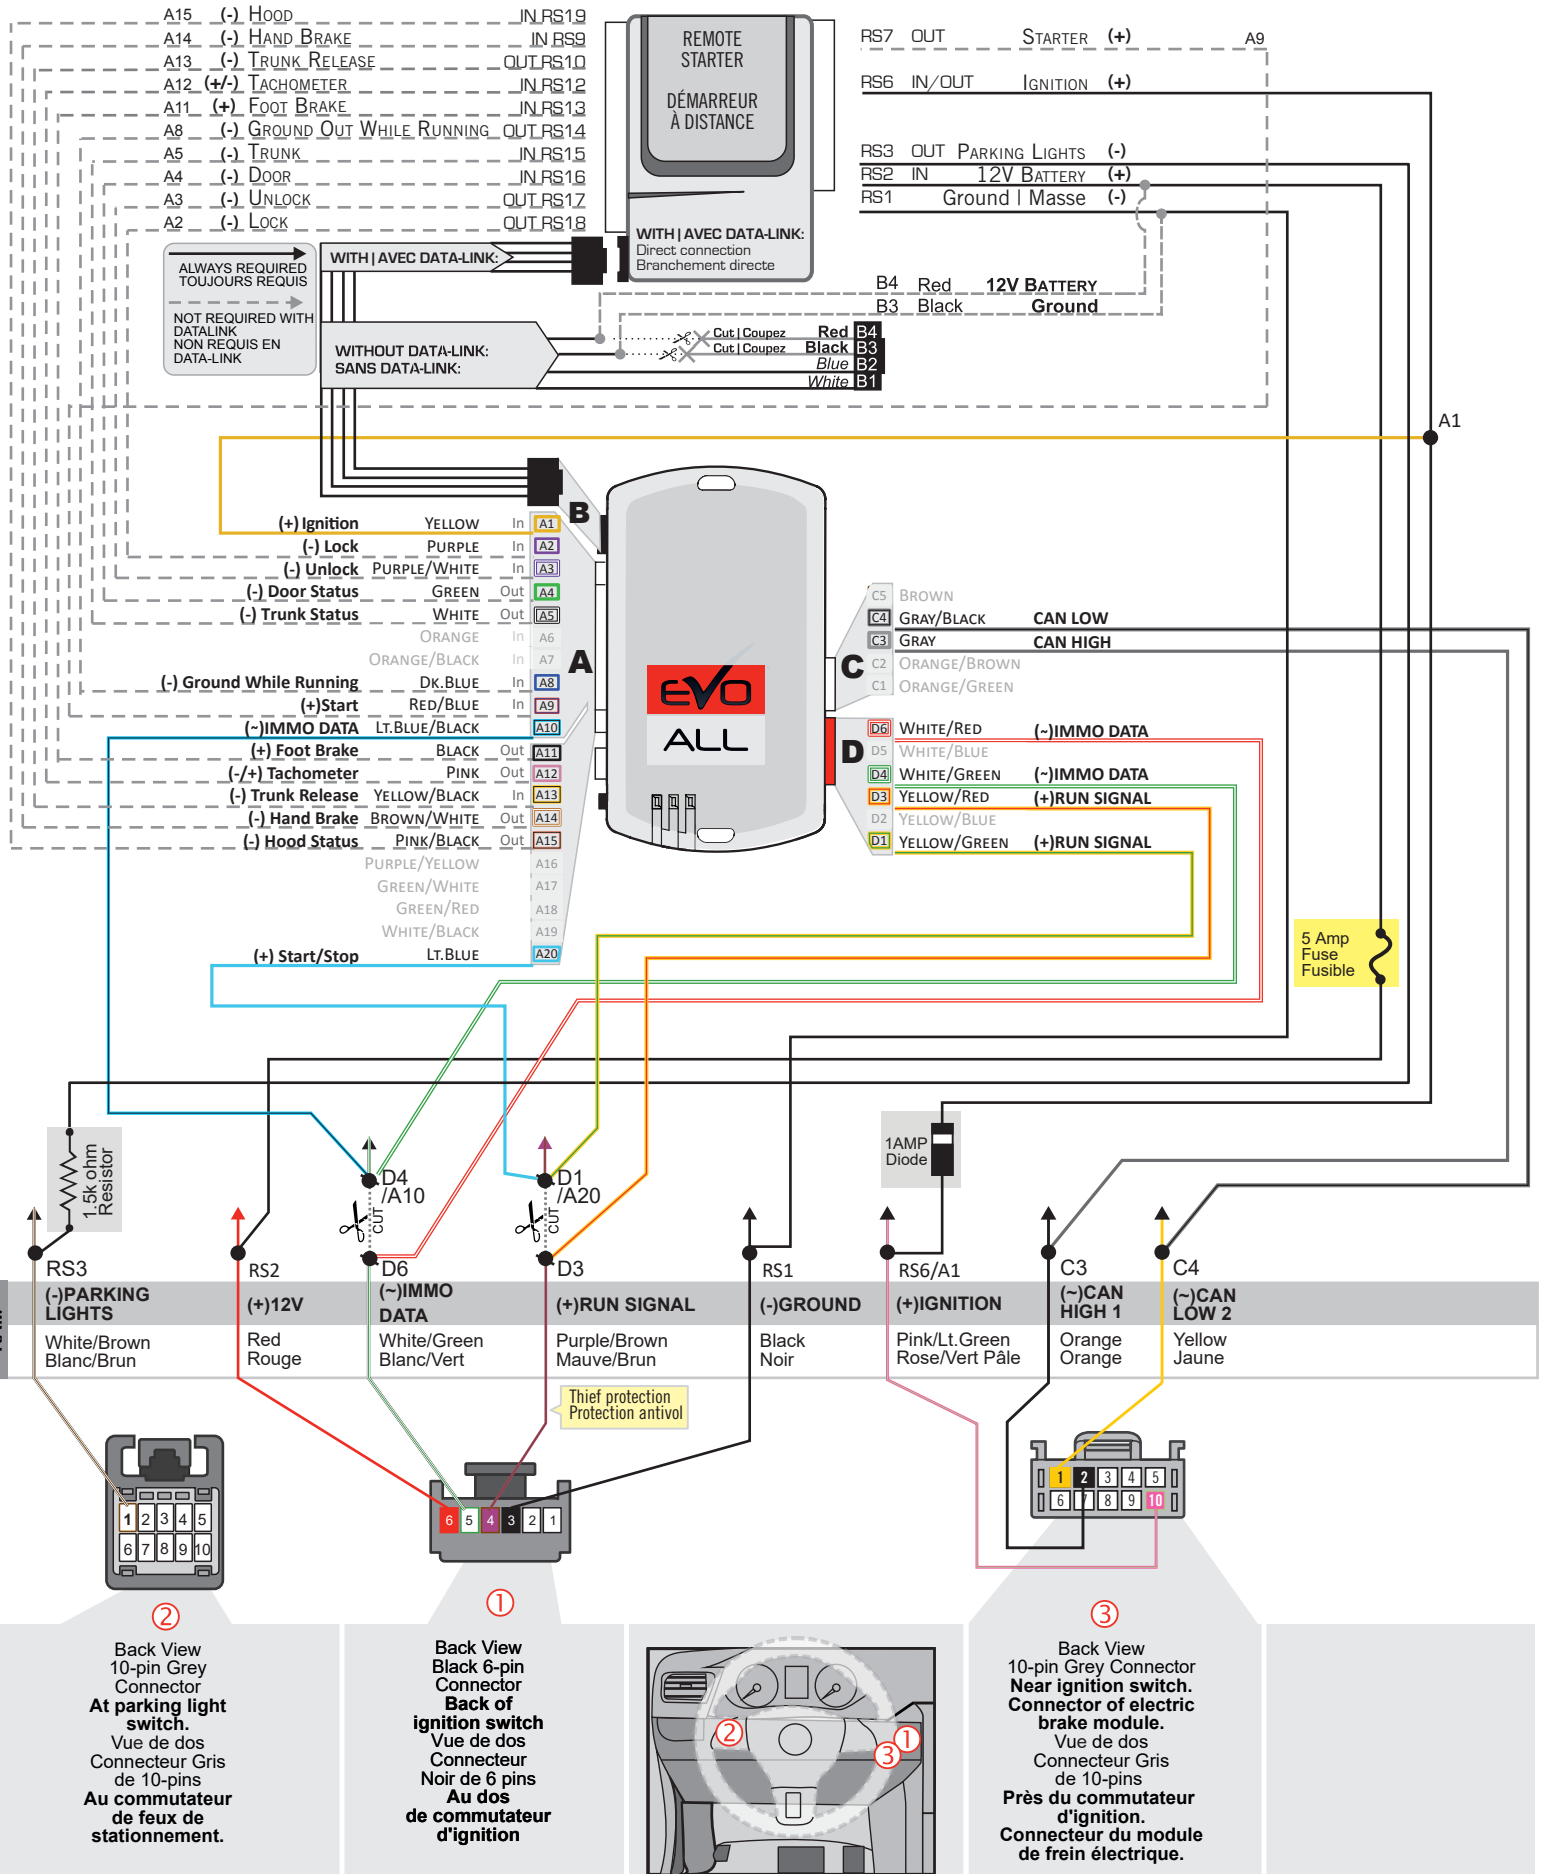 A15 (-) HOOD IN RS19
A14 (-) HAND BRAKE IN RS9
A13 (-) TRUNK RELEASE OUT RS10
A12 (+/-) TACHOMETER IN RS12
A11 (+) FOOT BRAKE IN RS13
A8 (-) GROUND OUT WHILE RUNNING OUT RS14
A5 (-) TRUNK IN RS15
A4 (-) DOOR IN RS16
A3 (-) UNLOCK OUT RS17
A2 (-) LOCK OUT RS18
REMOTE
STARTER
DÉMARREUR
À DISTANCE
WITH | AVEC DATA-LINK:
Direct connection
Branchement directe
RS7 OUT STARTER (+) A9
RS6 IN/OUT IGNITION (+)
RS3 OUT PARKING LIGHTS (-)
RS2 IN 12V BATTERY (+)
RS1 Ground | Masse (-)
ALWAYS REQUIRED
TOUJOURS REQUIS
NOT REQUIRED WITH
DATALINK
NON REQUIS EN
DATA-LINK
WITH | AVEC DATA-LINK:
B4 Red 12V BATTERY
B3 Black Ground
WITHOUT DATA-LINK:
SANS DATA-LINK:
Cut | Coupez Red B4
Cut | Coupez Black B3
Blue B2
White B1
A1
B
(+) Ignition YELLOW In A1
(-) Lock PURPLE In A2
(-) Unlock PURPLE/WHITE In A3
(-) Door Status GREEN Out A4
(-) Trunk Status WHITE Out A5
ORANGE In A6
ORANGE/BLACK In A7
(-) Ground While Running DK.BLUE In A8
(+)Start RED/BLUE In A9
(~)IMMO DATA LT.BLUE/BLACK A10
(+) Foot Brake BLACK Out A11
(-/+) Tachometer PINK Out A12
(-) Trunk Release YELLOW/BLACK In A13
(-) Hand Brake BROWN/WHITE Out A14
(-) Hood Status PINK/BLACK Out A15
PURPLE/YELLOW A16
GREEN/WHITE A17
GREEN/RED A18
WHITE/BLACK A19
(+) Start/Stop LT.BLUE A20
A
EVO
ALL
C
C5 BROWN
C4 GRAY/BLACK CAN LOW
C3 GRAY CAN HIGH
C2 ORANGE/BROWN
C1 ORANGE/GREEN
D
D6 WHITE/RED (~)IMMO DATA
D5 WHITE/BLUE
D4 WHITE/GREEN (~)IMMO DATA
D3 YELLOW/RED (+)RUN SIGNAL
D2 YELLOW/BLUE
D1 YELLOW/GREEN (+)RUN SIGNAL
5 Amp
Fuse
Fusible
1.5k ohm
Resistor
D4
/A10
CUT
D1
/A20
CUT
1AMP
Diode
RS3 RS2 D6 D3 RS1 RS6/A1 C3 C4
(-)PARKING
LIGHTS
(+)12V
(~)IMMO
DATA
(+)RUN SIGNAL
(-)GROUND
(+)IGNITION
(~)CAN
HIGH 1
(~)CAN
LOW 2
White/Brown
Blanc/Brun
Red
Rouge
White/Green
Blanc/Vert
Purple/Brown
Mauve/Brun
Black
Noir
Pink/Lt.Green
Rose/Vert Pâle
Orange
Orange
Yellow
Jaune
Thief protection
Protection antivol
1 2 3 4 5
6 7 8 9 10
6 5 4 3 2 1
1 2 3 4 5
6 7 8 9 10
②
Back View
10-pin Grey
Connector
At parking light
switch.
Vue de dos
Connecteur Gris
de 10-pins
Au commutateur
de feux de
stationnement.
①
Back View
Black 6-pin
Connector
Back of
ignition switch
Vue de dos
Connecteur
Noir de 6 pins
Au dos
de commutateur
d'ignition
②
①
③
③
Back View
10-pin Grey Connector
Near ignition switch.
Connector of electric
brake module.
Vue de dos
Connecteur Gris
de 10-pins
Près du commutateur
d'ignition.
Connecteur du module
de frein électrique.